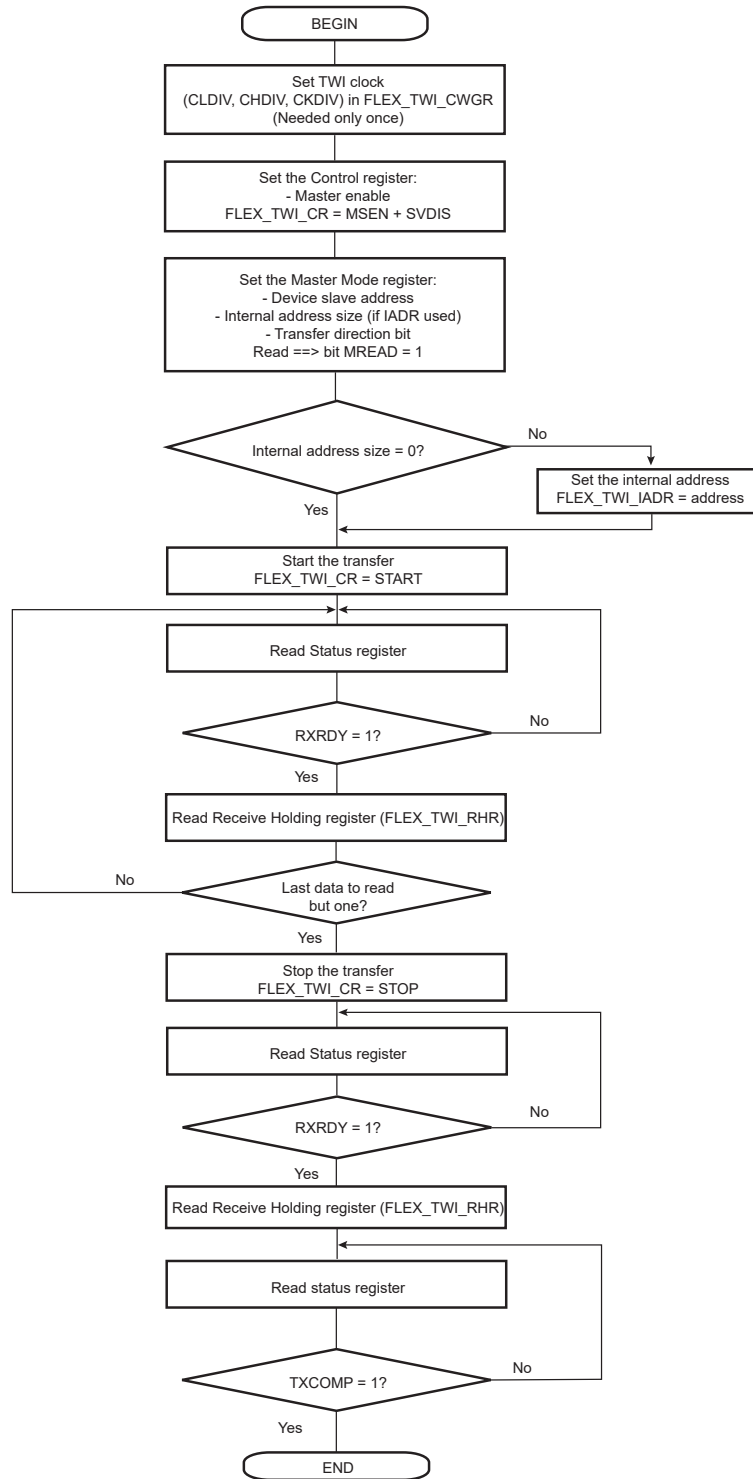 BEGIN
Set TWI clock
(CLDIV, CHDIV, CKDIV) in FLEX_TWI_CWGR
(Needed only once)
Set the Control register:
- Master enable
FLEX_TWI_CR = MSEN + SVDIS
Set the Master Mode register:
- Device slave address
- Internal address size (if IADR used)
- Transfer direction bit
Read ==> bit MREAD = 1
Internal address size = 0?
No
Set the internal address
FLEX_TWI_IADR = address
Yes
Start the transfer
FLEX_TWI_CR = START
Read Status register
RXRDY = 1?
No
Yes
Read Receive Holding register (FLEX_TWI_RHR)
No
Last data to read
but one?
Yes
Stop the transfer
FLEX_TWI_CR = STOP
Read Status register
RXRDY = 1?
No
Yes
Read Receive Holding register (FLEX_TWI_RHR)
Read status register
TXCOMP = 1?
No
Yes
END